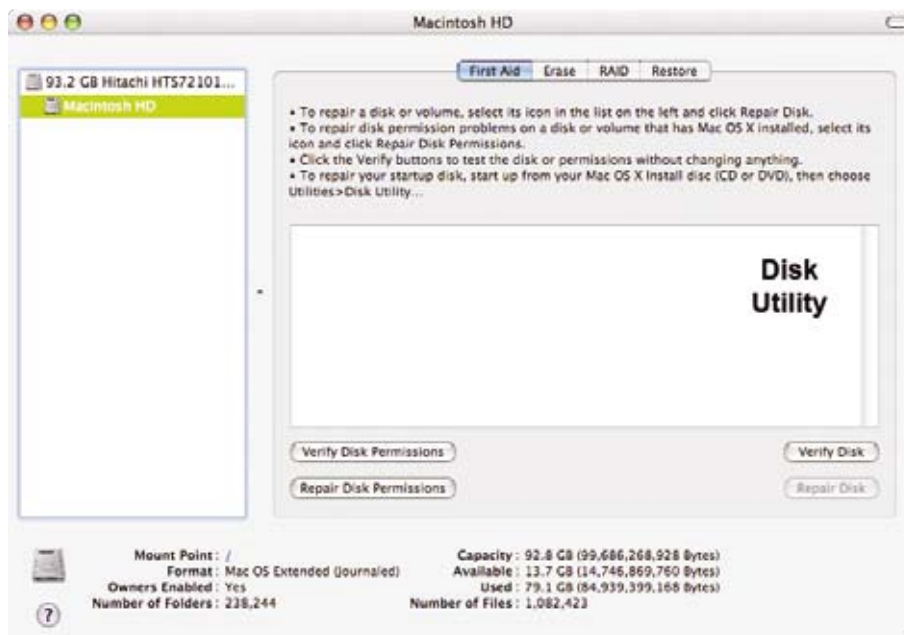 Macintosh HD
93.2 GB Hitachi HTS72101...
Macintosh HD
First Aid Erase RAID Restore
• To repair a disk or volume, select its icon in the list on the left and click Repair Disk.
• To repair disk permission problems on a disk or volume that has Mac OS X installed, select its
icon and click Repair Disk Permissions.
• Click the Verify buttons to test the disk or permissions without changing anything.
• To repair your startup disk, start up from your Mac OS X Install disc (CD or DVD), then choose
Utilities>Disk Utility...
Disk
Utility
Verify Disk Permissions
Verify Disk
Repair Disk Permissions
Repair Disk
Mount Point : /
Format : Mac OS Extended (Journaled)
Owners Enabled : Yes
Number of Folders : 238,244
Capacity : 92.8 GB (99,686,268,928 Bytes)
Available : 13.7 GB (14,746,869,760 Bytes)
Used : 79.1 GB (84,939,399,168 Bytes)
Number of Files : 1,082,423
?